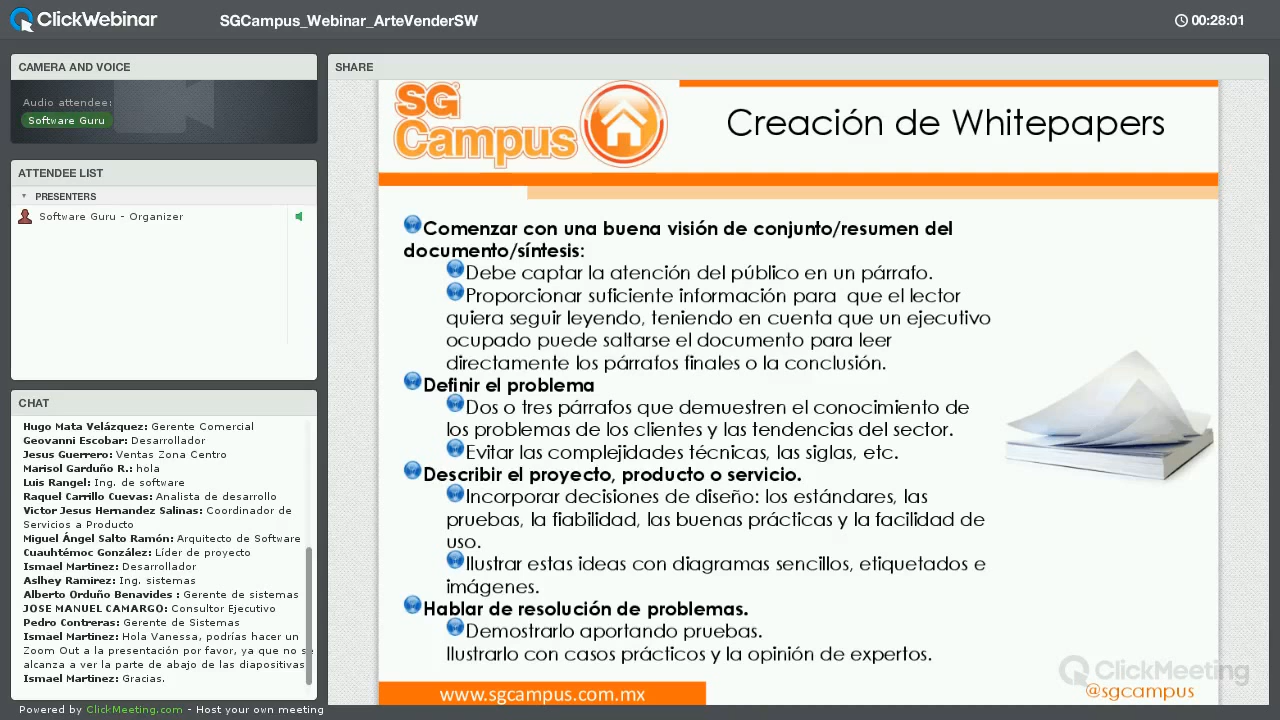 ClickWebinar
SGCampus_Webinar_ArteVenderSW
00:28:01
CAMERA AND VOICE
Audio attendee:
Software Guru
ATTENDEE LIST
PRESENTERS
Software Guru - Organizer
CHAT
Hugo Mata Velázquez: Gerente Comercial
Geovanni Escobar: Desarrollador
Jesus Guerrero: Ventas Zona Centro
Marisol Garduño R.: hola
Luis Rangel: Ing. de software
Raquel Carrillo Cuevas: Analista de desarrollo
Victor Jesus Hernandez Salinas: Coordinador de
Servicios a Producto
Miguel Ángel Salto Ramón: Arquitecto de Software
Cuauhtémoc González: Líder de proyecto
Ismael Martinez: Desarrollador
Aslhey Ramirez: Ing. sistemas
Alberto Orduño Benavides : Gerente de sistemas
JOSE MANUEL CAMARGO: Consultor Ejecutivo
Pedro Contreras: Gerente de Sistemas
Ismael Martinez: Hola Vanessa, podrías hacer un
Zoom Out a la presentación por favor, ya que no se
alcanza a ver la parte de abajo de las diapositivas
Ismael Martinez: Gracias.
Powered by ClickMeeting.com - Host your own meeting
SHARE
SG
Campus
Creación de Whitepapers
Comenzar con una buena visión de conjunto/resumen del
documento/síntesis:
Debe captar la atención del público en un párrafo.
Proporcionar suficiente información para que el lector
quiera seguir leyendo, teniendo en cuenta que un ejecutivo
ocupado puede saltarse el documento para leer
directamente los párrafos finales o la conclusión.
Definir el problema
Dos o tres párrafos que demuestren el conocimiento de
los problemas de los clientes y las tendencias del sector.
Evitar las complejidades técnicas, las siglas, etc.
Describir el proyecto, producto o servicio.
Incorporar decisiones de diseño: los estándares, las
pruebas, la fiabilidad, las buenas prácticas y la facilidad de
uso.
Ilustrar estas ideas con diagramas sencillos, etiquetados e
imágenes.
Hablar de resolución de problemas.
Demostrarlo aportando pruebas.
Ilustrarlo con casos prácticos y la opinión de expertos.
www.sgcampus.com.mx
ClickMeeting
@sgcampus